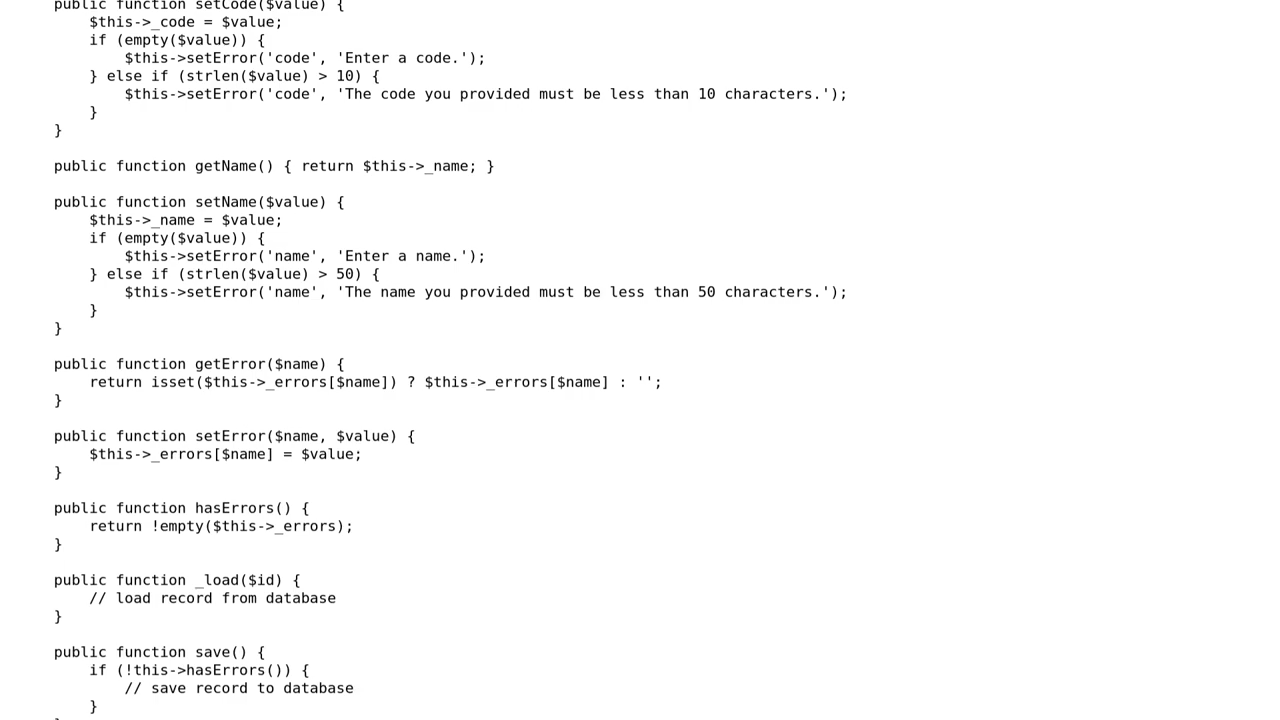 public function setCode($value) {
$this->_code = $value;
if (empty($value)) {
$this->setError('code', 'Enter a code.');
} else if (strlen($value) > 10) {
$this->setError('code', 'The code you provided must be less than 10 characters.');
}
}
public function getName() { return $this->_name; }
public function setName($value) {
$this->_name = $value;
if (empty($value)) {
$this->setError('name', 'Enter a name.');
} else if (strlen($value) > 50) {
$this->setError('name', 'The name you provided must be less than 50 characters.');
}
}
public function getError($name) {
return isset($this->_errors[$name]) ? $this->_errors[$name] : '';
}
public function setError($name, $value) {
$this->_errors[$name] = $value;
}
public function hasErrors() {
return !empty($this->_errors);
}
public function _load($id) {
// load record from database
}
public function save() {
if (!this->hasErrors()) {
// save record to database
}
}